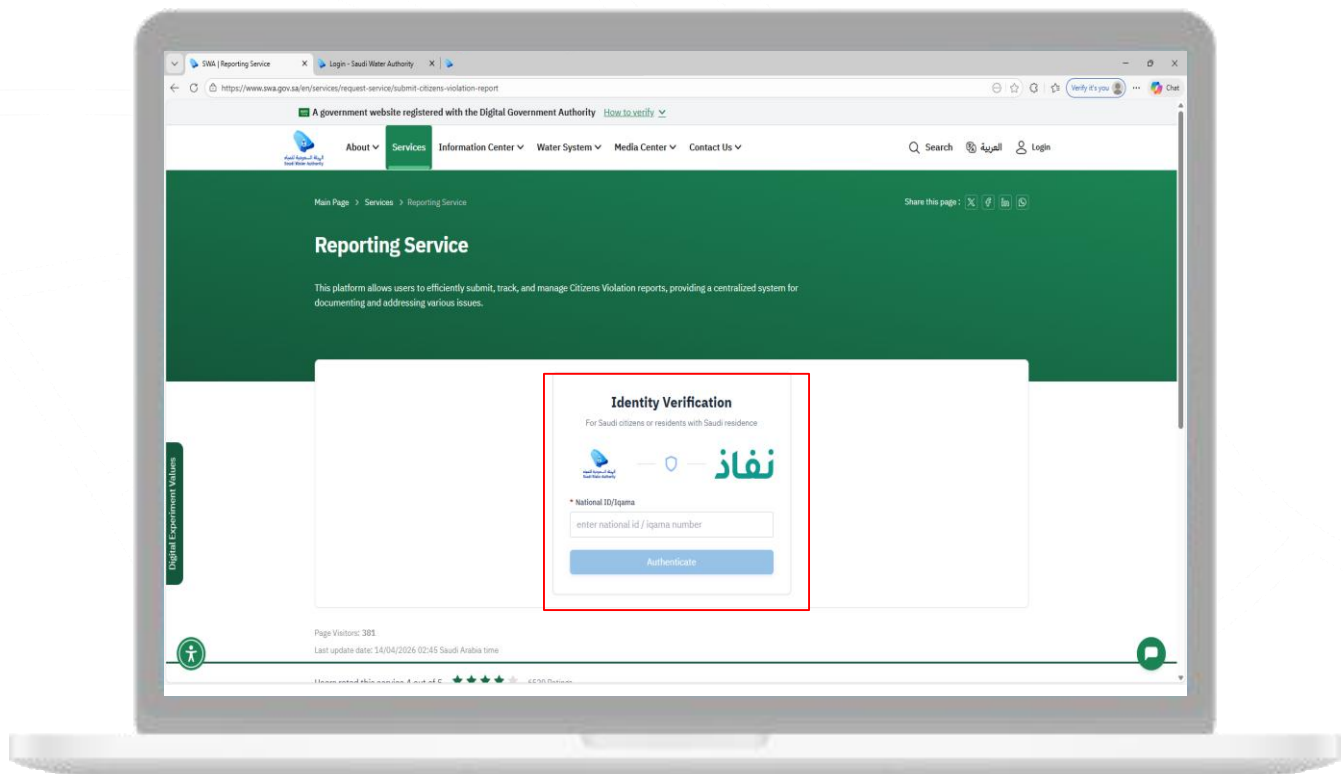 SWA | Reporting Service
Login - Saudi Water Authority
https://www.swa.gov.sa/en/services/request-service/submit-citizens-violation-report
Verify it's you
Chat
A government website registered with the Digital Government Authority How to verify
About
Services
Information Center
Water System
Media Center
Contact Us
Search
العربية
Login
Main Page > Services > Reporting Service
Share this page :
Reporting Service
This platform allows users to efficiently submit, track, and manage Citizens Violation reports, providing a centralized system for
documenting and addressing various issues.
Identity Verification
For Saudi citizens or residents with Saudi residence
نفاذ
* National ID/Iqama
enter national id / iqama number
Authenticate
Digital Experiment Values
Page Visitors: 381
Last update date: 14/04/2026 02:45 Saudi Arabia time